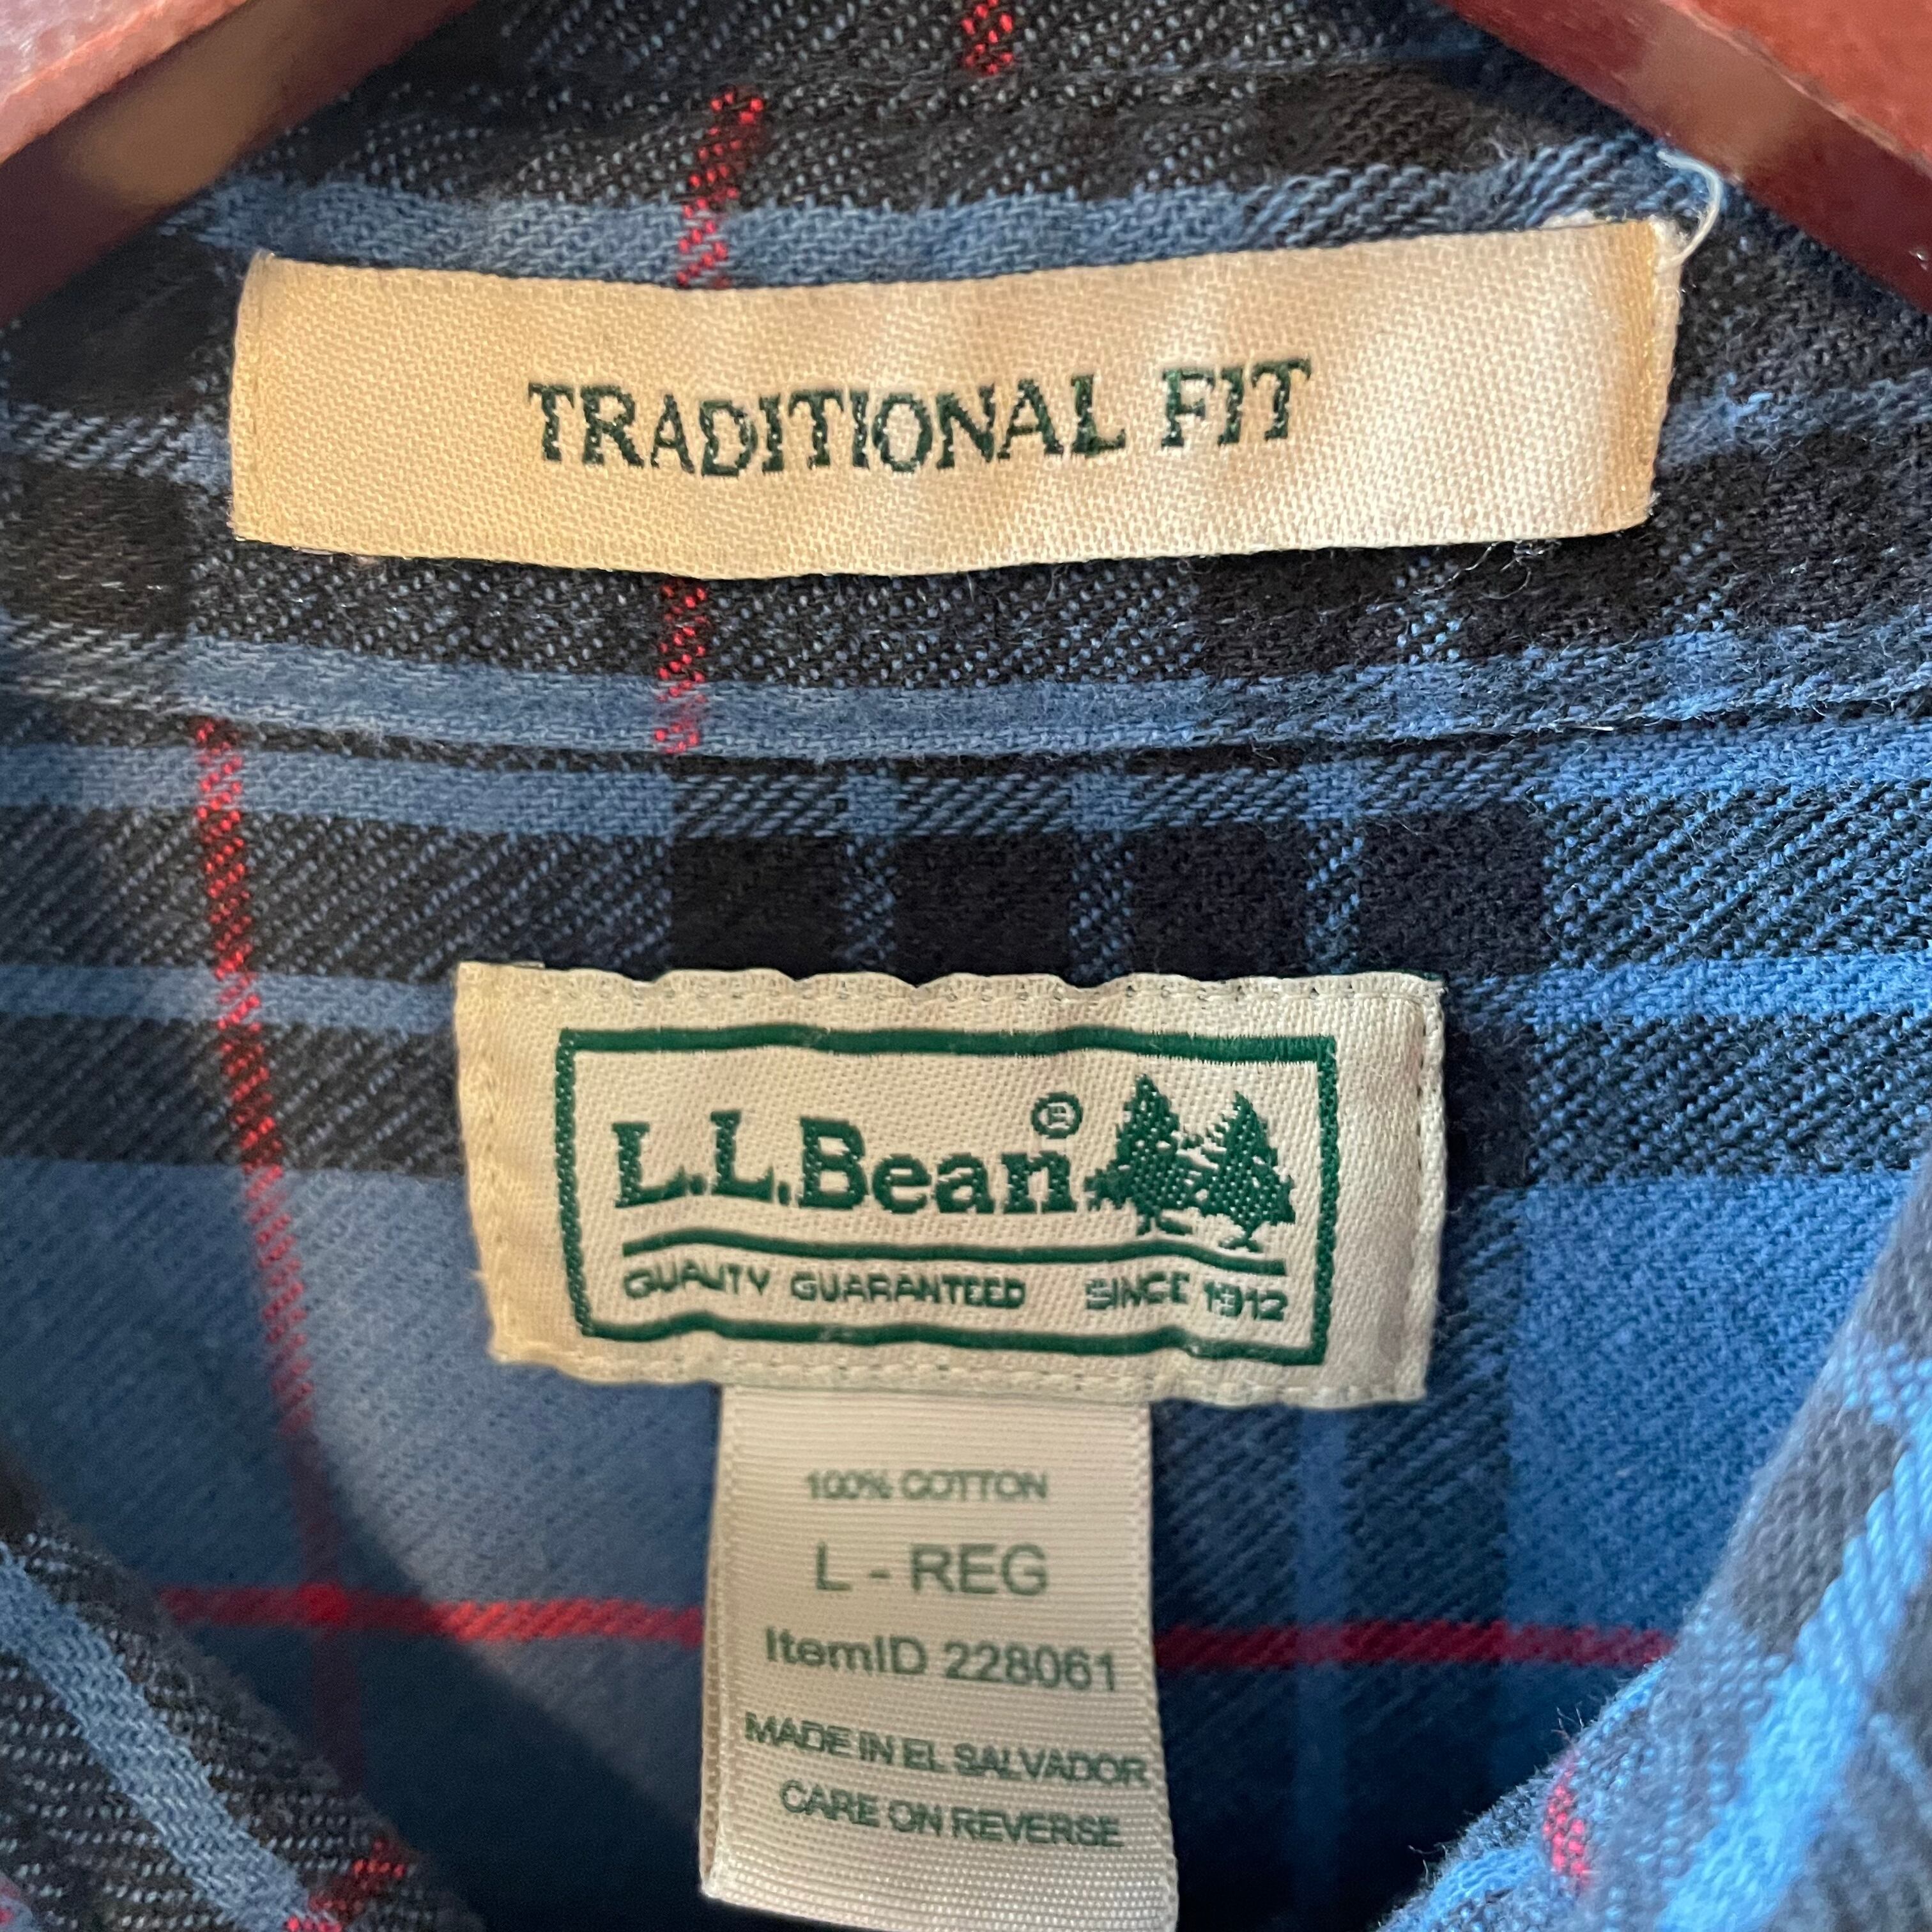 TRADITIONAL FIT
L.L.Bean®
QUALITY GUARANTEED SINCE 1912
100% COTTON
L - REG
ItemID 228061
MADE IN EL SALVADOR
CARE ON REVERSE